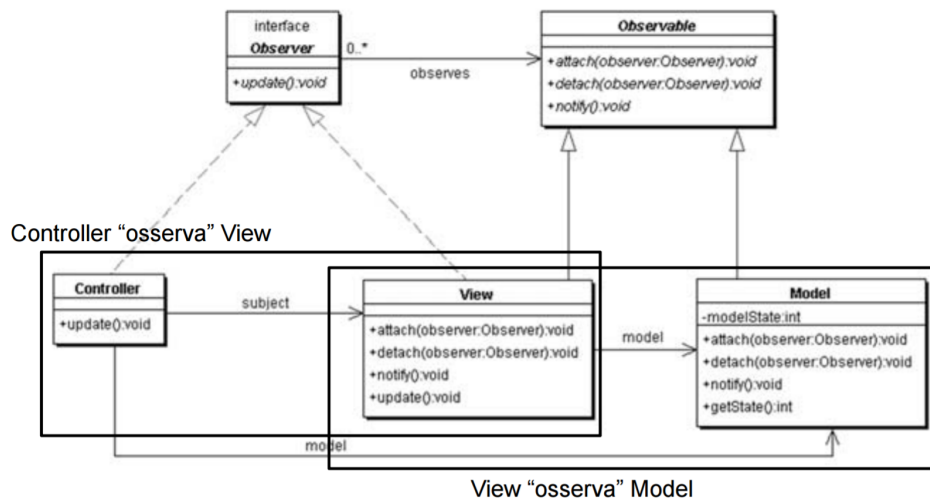 interface
Observer
+update():void
0..*
observes
Observable
+attach(observer:Observer):void
+detach(observer:Observer):void
+notify():void
Controller “osserva” View
Controller
+update():void
subject
View
+attach(observer:Observer):void
+detach(observer:Observer):void
+notify():void
+update():void
model
Model
-modelState:int
+attach(observer:Observer):void
+detach(observer:Observer):void
+notify():void
+getState():int
model
View “osserva” Model